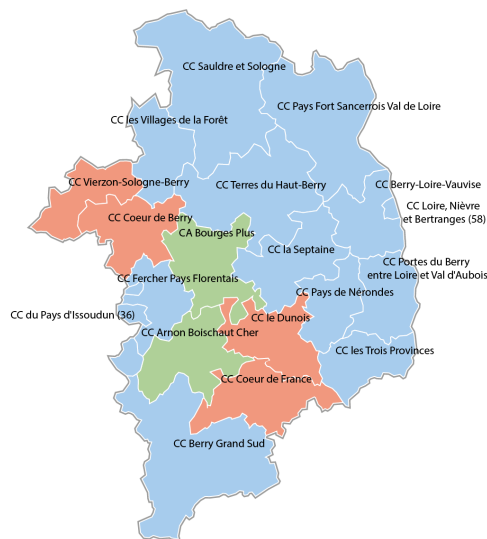 CC Sauldre et Sologne
CC Pays Fort Sancerrois Val de Loire
CC les Villages de la Forêt
CC Vierzon-Sologne-Berry
CC Terres du Haut-Berry
CC Berry-Loire-Vauvise
CC Loire, Nièvre
et Bertranges (58)
CC Coeur de Berry
CA Bourges Plus
CC la Septaine
CC Portes du Berry
entre Loire et Val d'Aubois
CC Fercher Pays Florentais
CC Pays de Nérondes
CC du Pays d'Issoudun (36)
CC le Dunois
CC Arnon Boischaut Cher
CC les Trois Provinces
CC Coeur de France
CC Berry Grand Sud